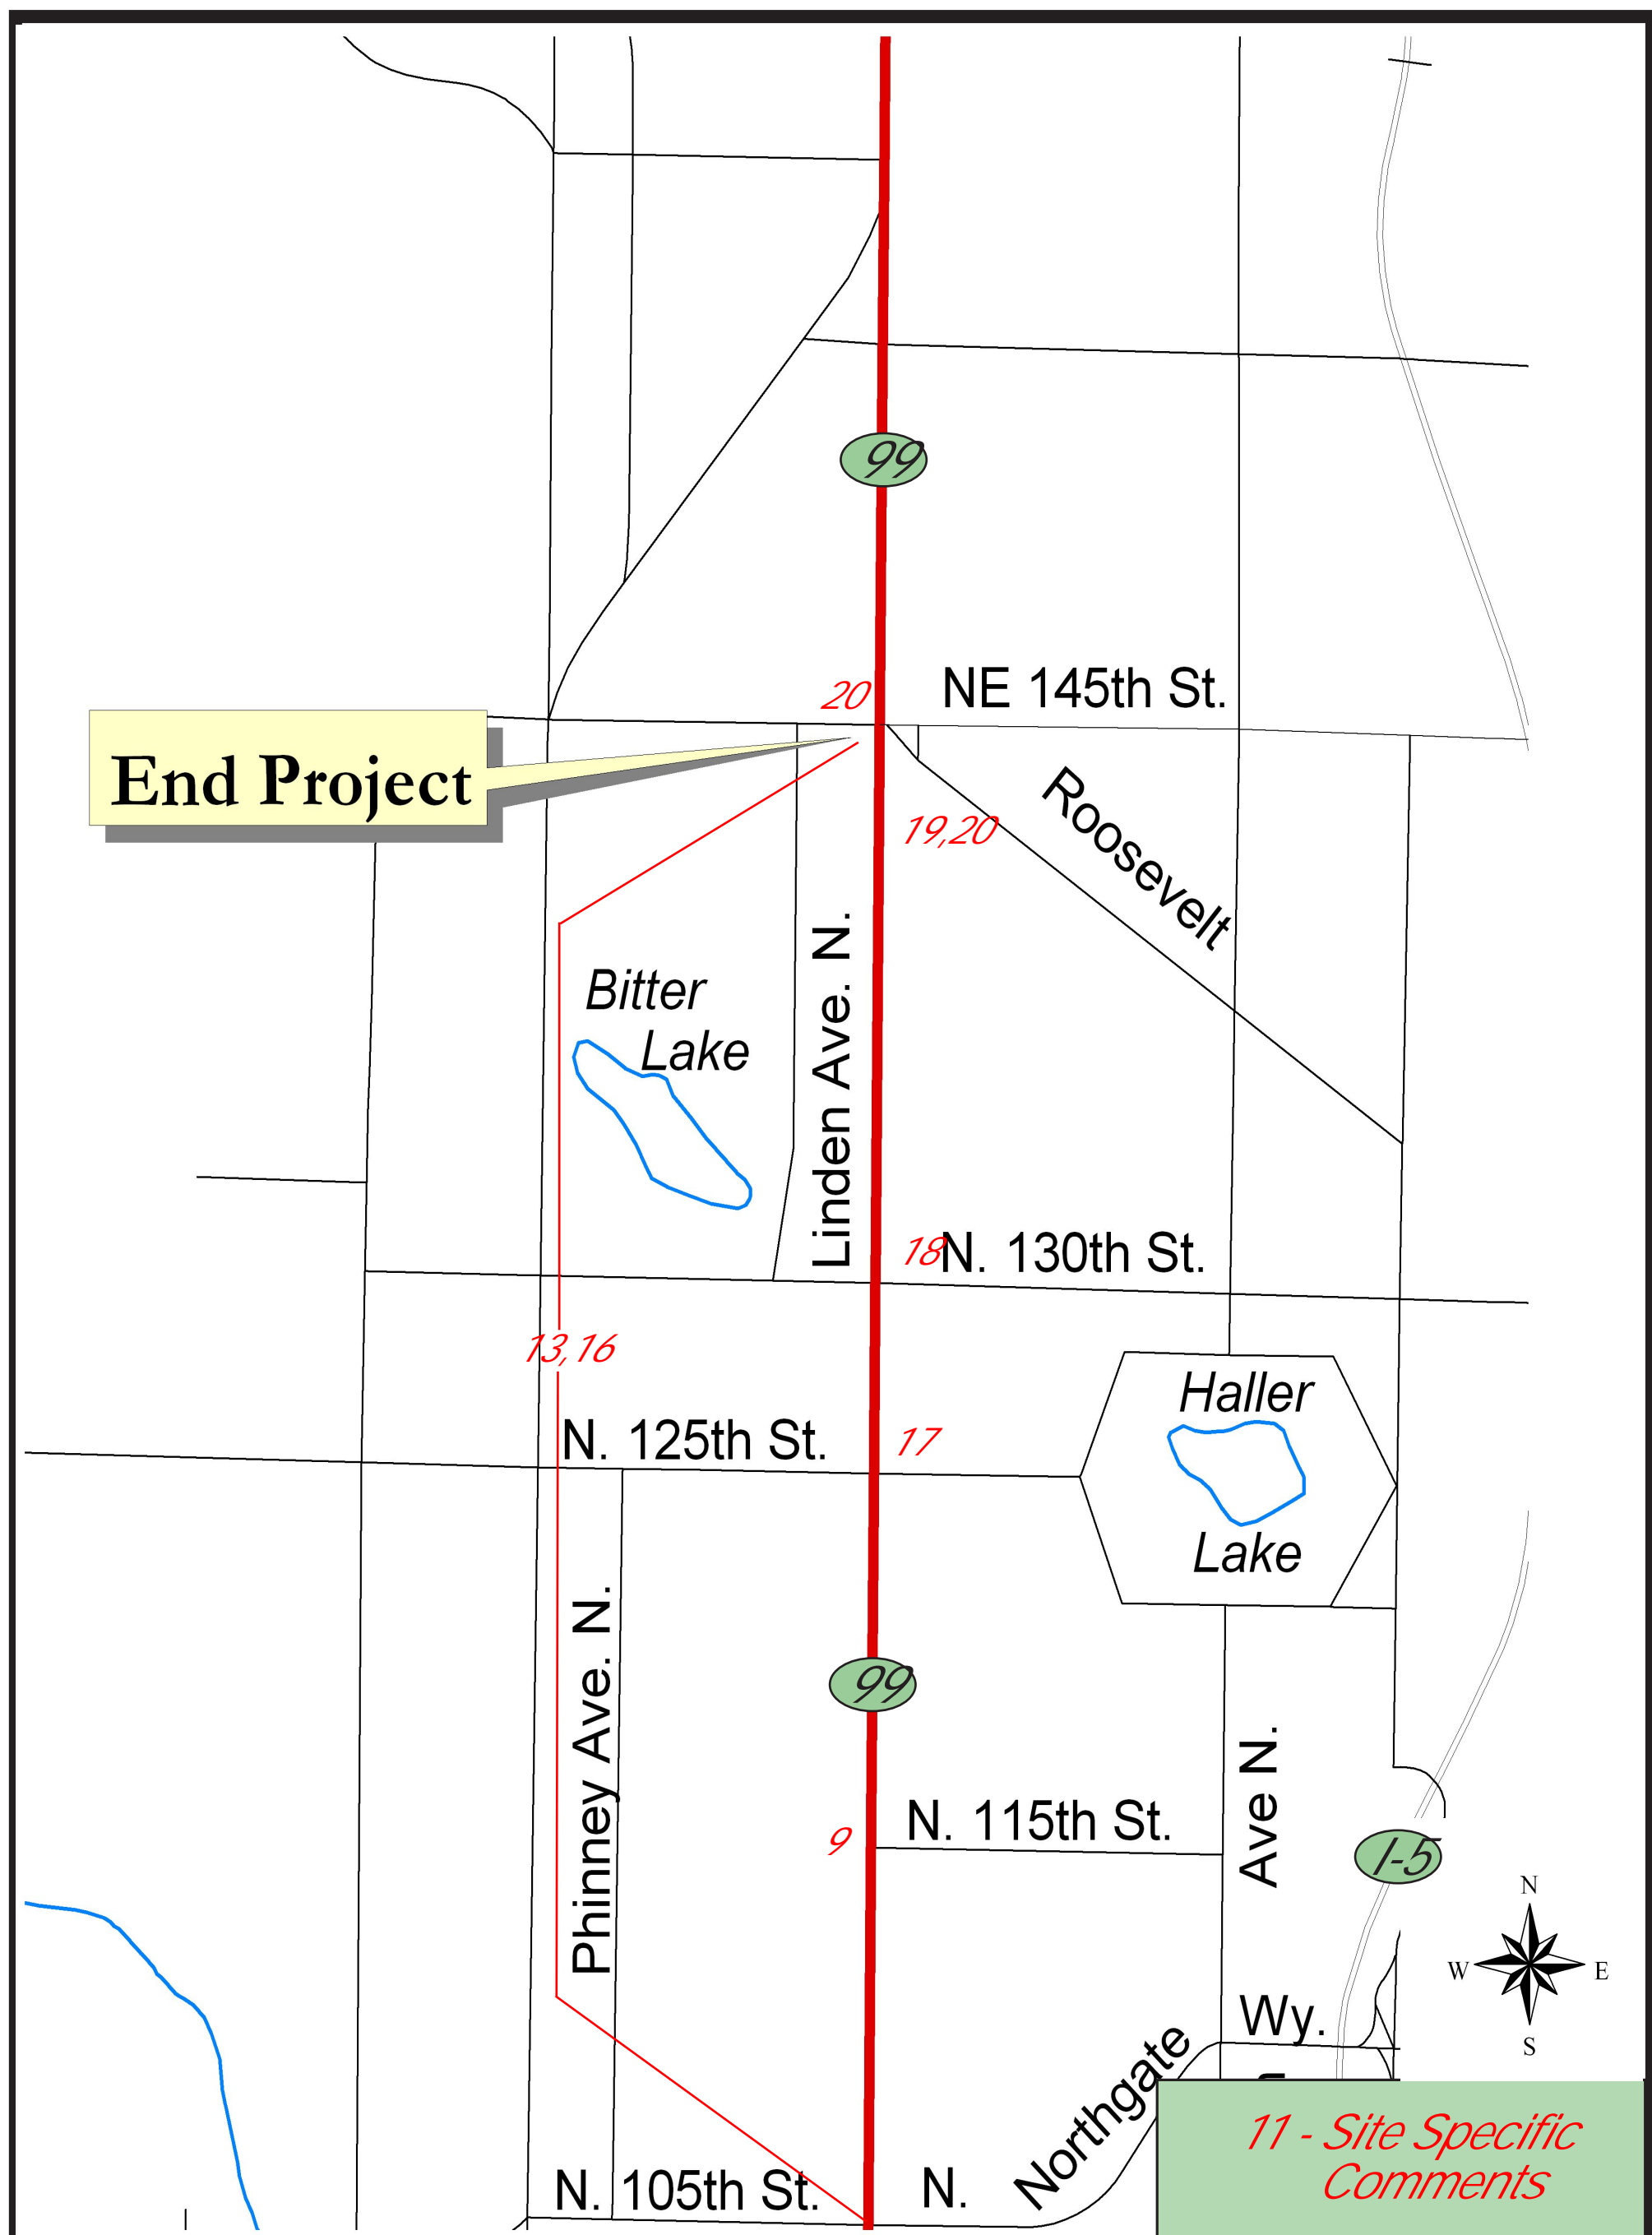 99
20
NE 145th St.
End Project
19,20
Roosevelt
Linden Ave. N.
Bitter
Lake
18
N. 130th St.
13,16
Haller
Lake
N. 125th St.
17
Phinney Ave. N.
99
9
N. 115th St.
Ave N.
I-5
N
W
E
S
Wy.
Northgate
N. 105th St.
N.
11 - Site Specific
Comments